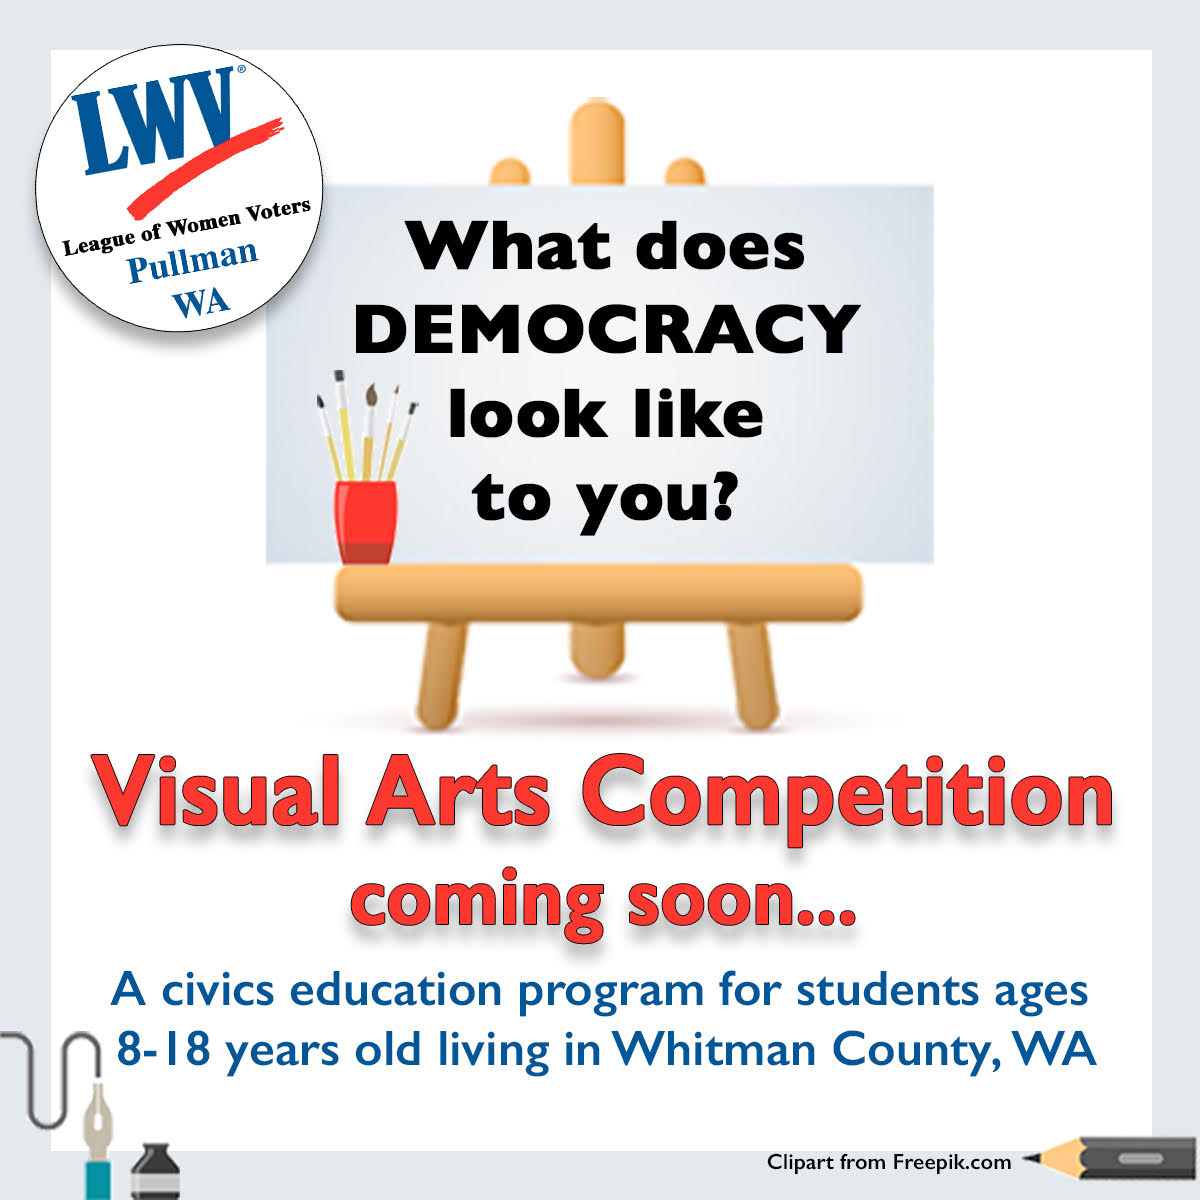 LWV®
League of Women Voters
Pullman
WA
What does
DEMOCRACY
look like
to you?
Visual Arts Competition
coming soon...
A civics education program for students ages
8-18 years old living in Whitman County, WA
Clipart from Freepik.com